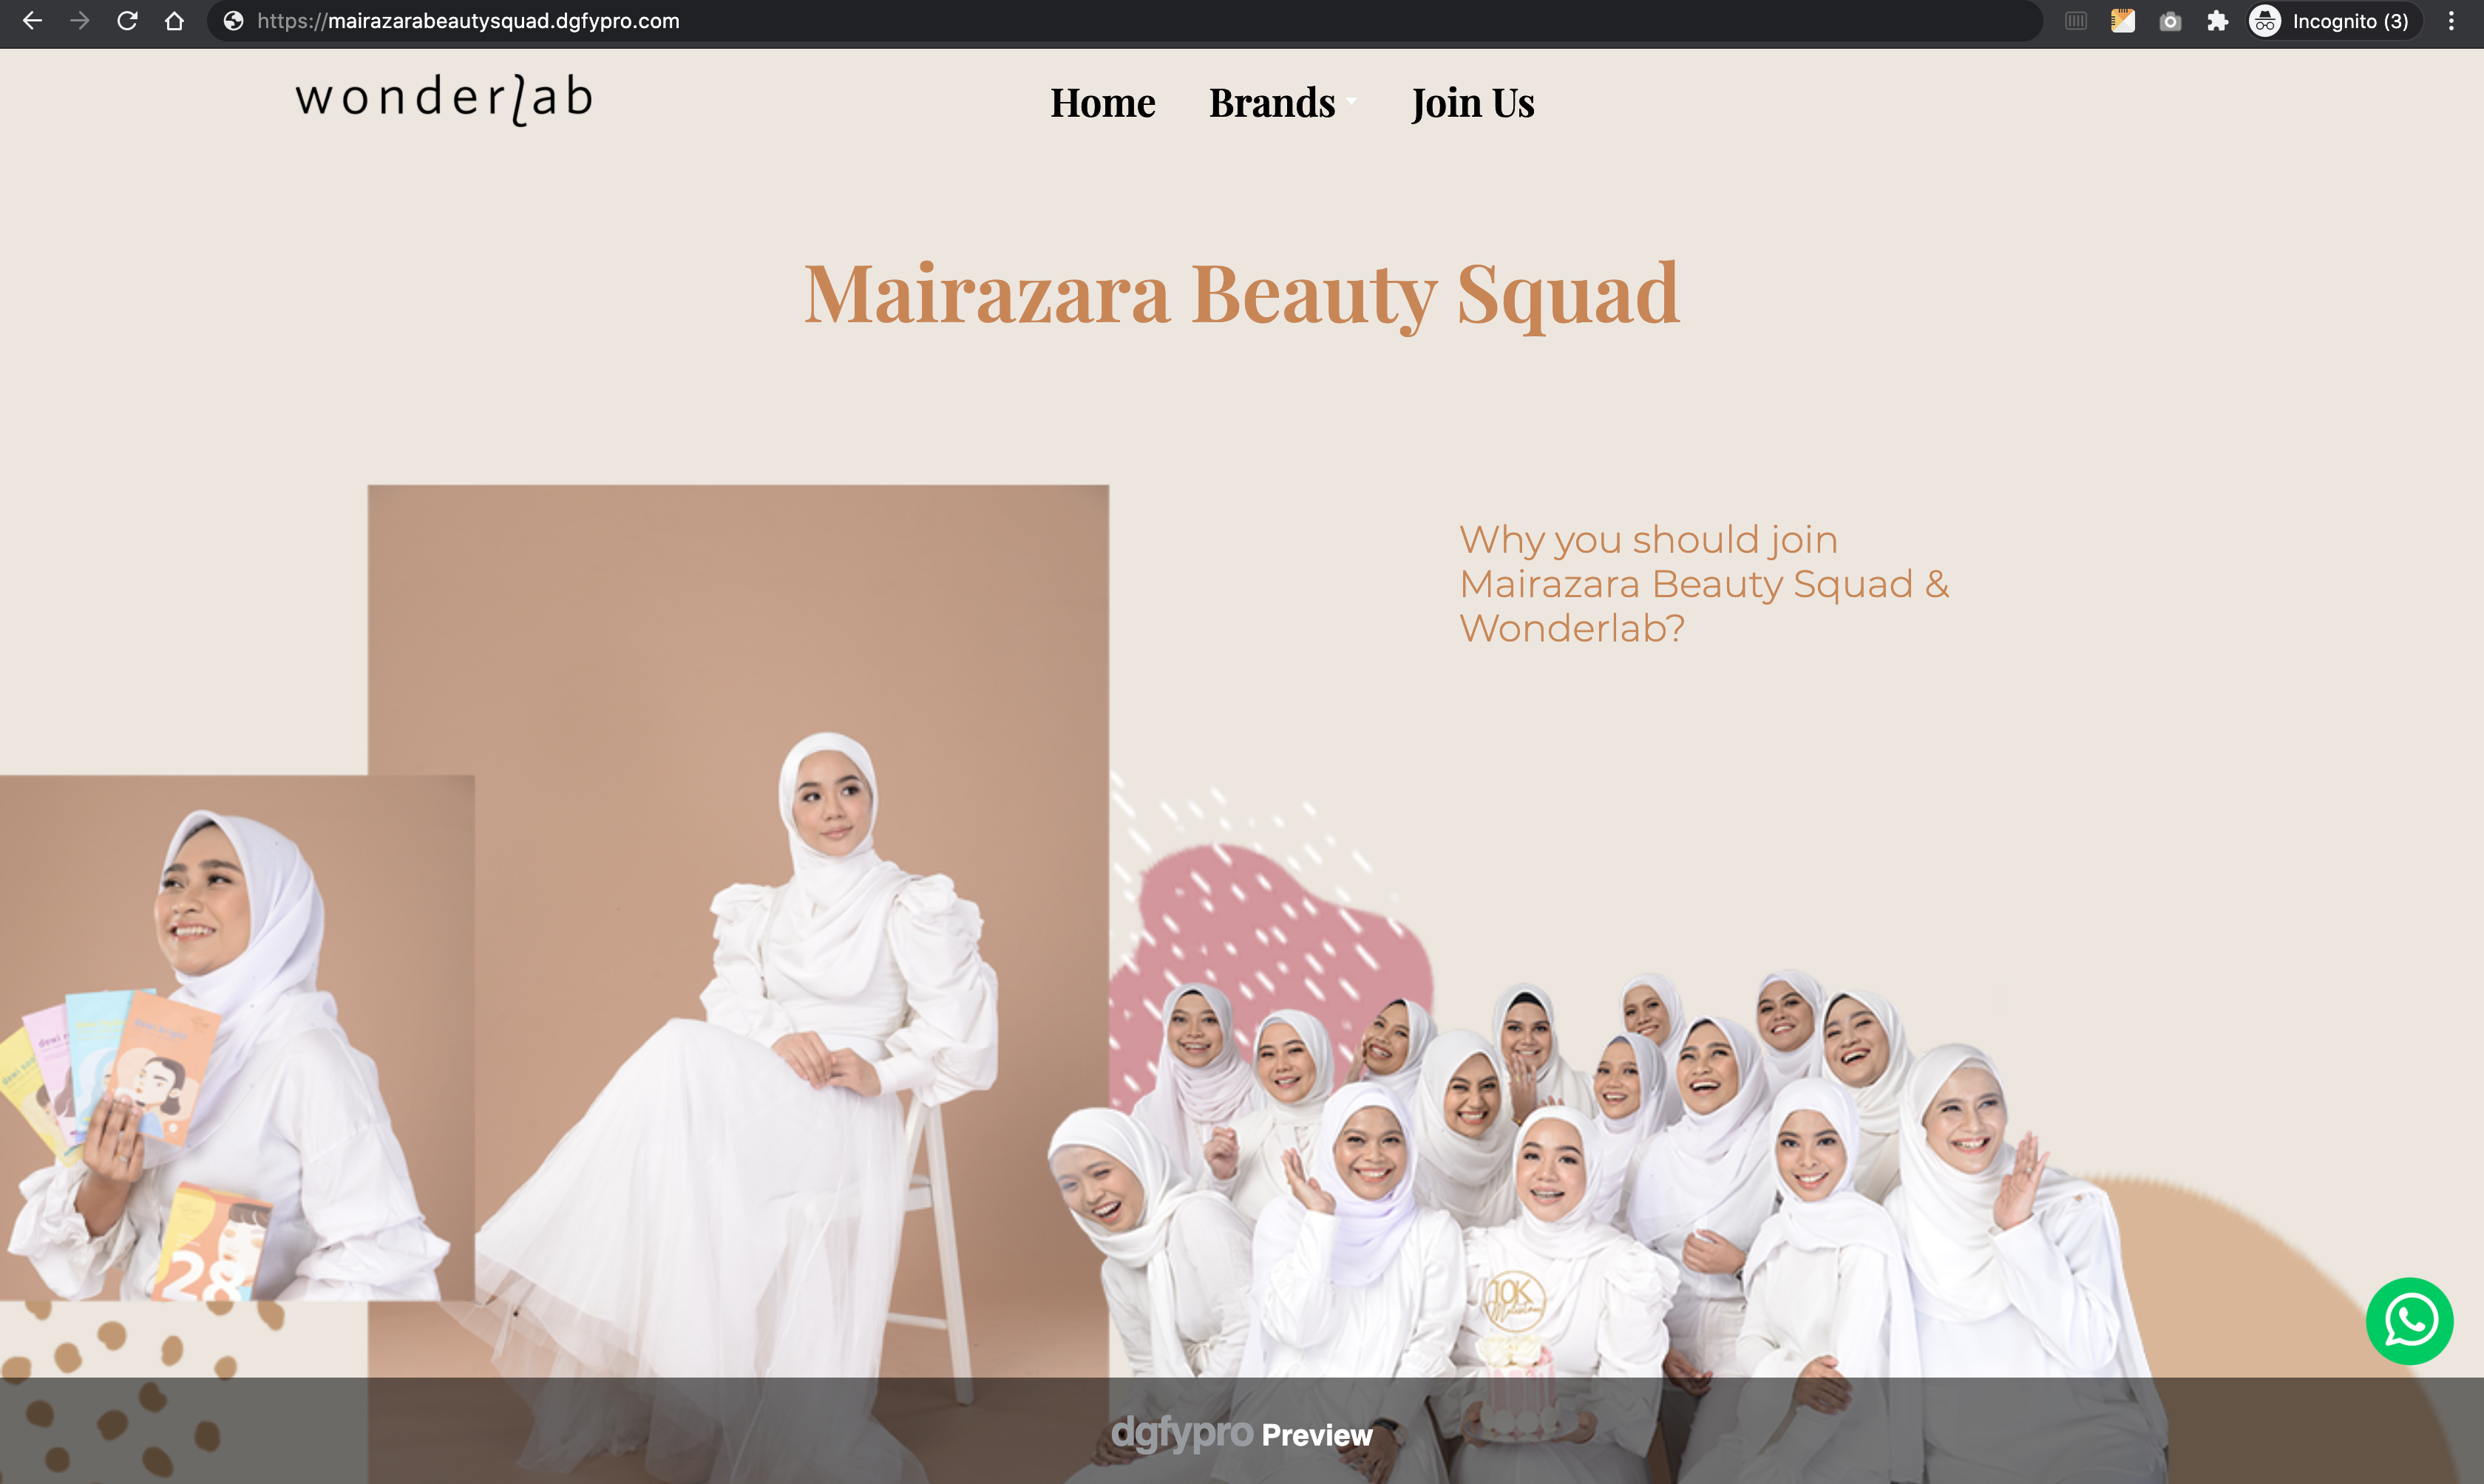 https://mairazarabeautysquad.dgfypro.com
Incognito (3)
wonderlab
Home Brands Join Us
Mairazara Beauty Squad
Why you should join
Mairazara Beauty Squad &
Wonderlab?
28
10K
dgfypro Preview